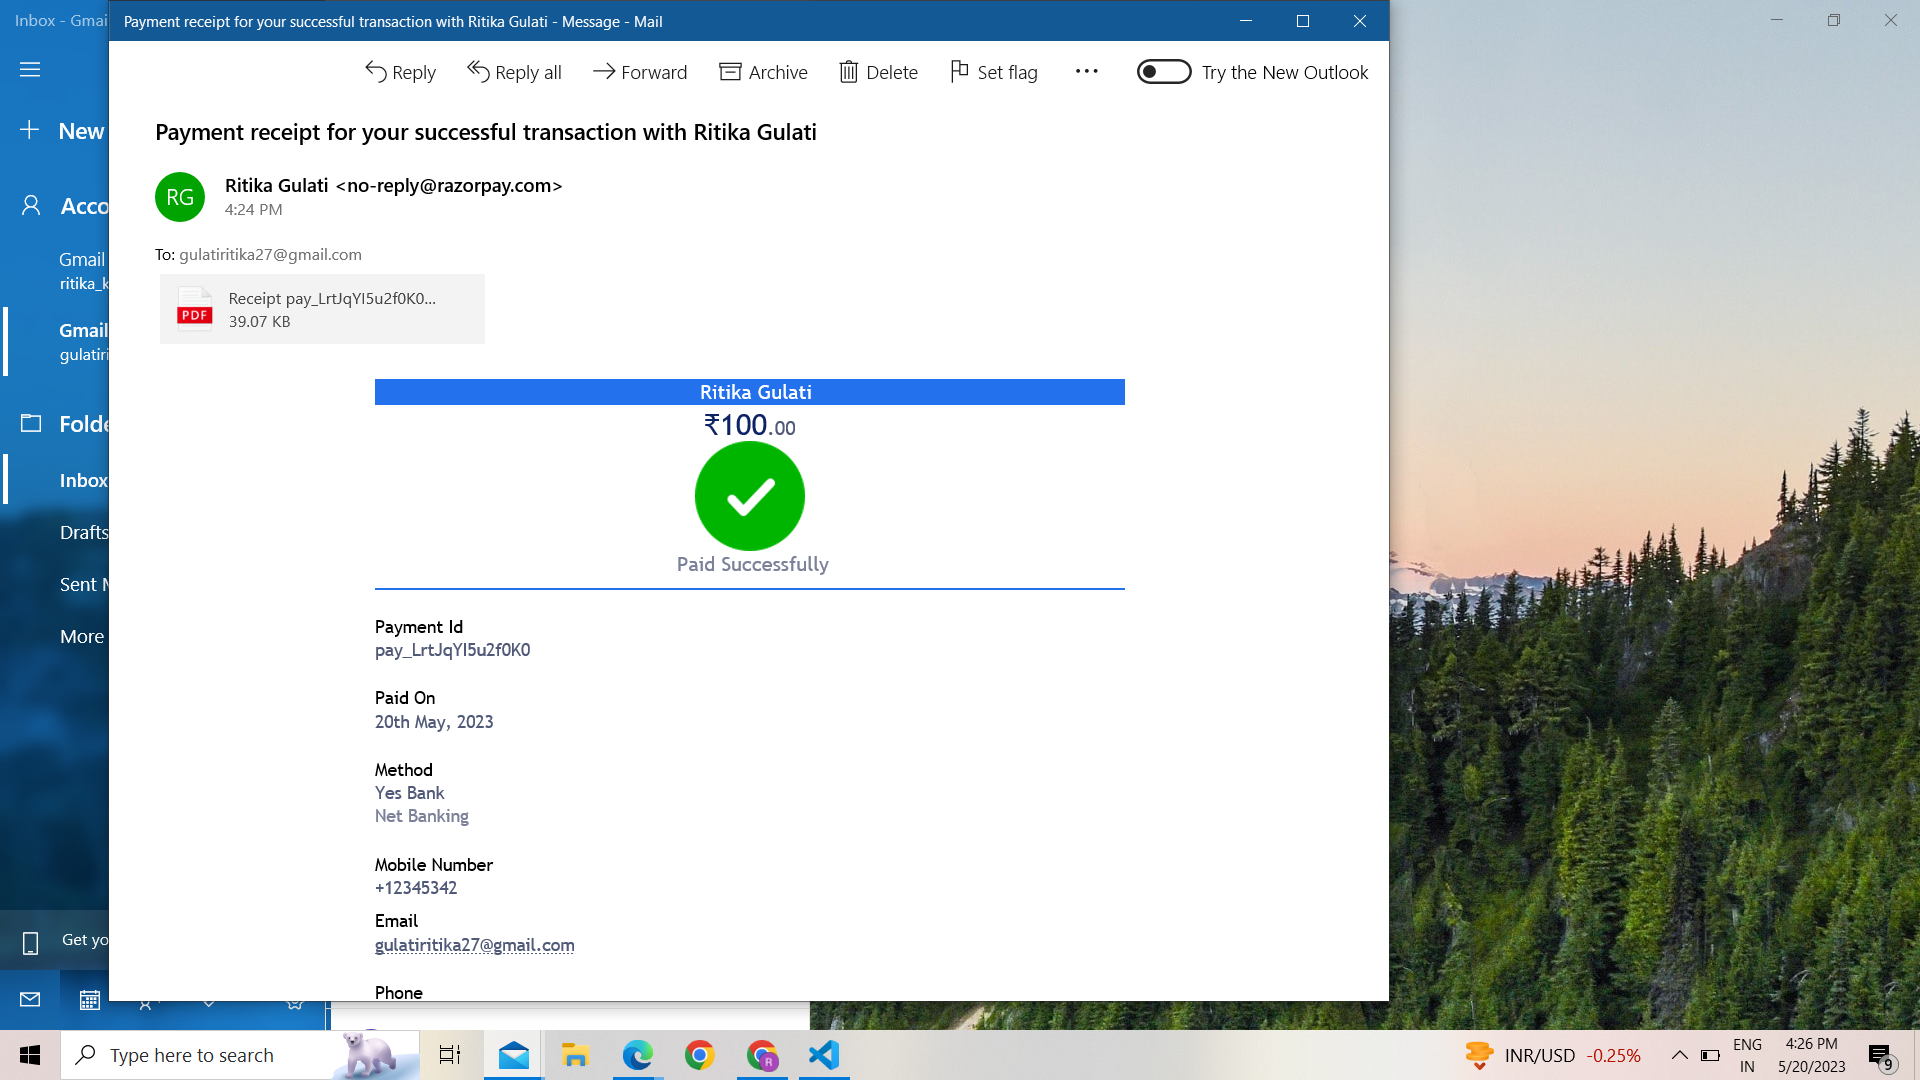 Inbox - Gmai
Payment receipt for your successful transaction with Ritika Gulati - Message - Mail
Reply
Reply all
Forward
Archive
Delete
Set flag
Try the New Outlook
New
Acco
Gmail
ritika_k
Gmail
gulatiri
Folde
Inbox
Drafts
Sent M
More
Get yo
Payment receipt for your successful transaction with Ritika Gulati
RG
Ritika Gulati <no-reply@razorpay.com>
4:24 PM
To: gulatiritika27@gmail.com
PDF
Receipt pay_LrtJqYI5u2f0K0...
39.07 KB
Ritika Gulati
₹100.00
Paid Successfully
Payment Id
pay_LrtJqYI5u2f0K0
Paid On
20th May, 2023
Method
Yes Bank
Net Banking
Mobile Number
+12345342
Email
gulatiritika27@gmail.com
Phone
Type here to search
R
INR/USD -0.25%
ENG
IN
4:26 PM
5/20/2023
9